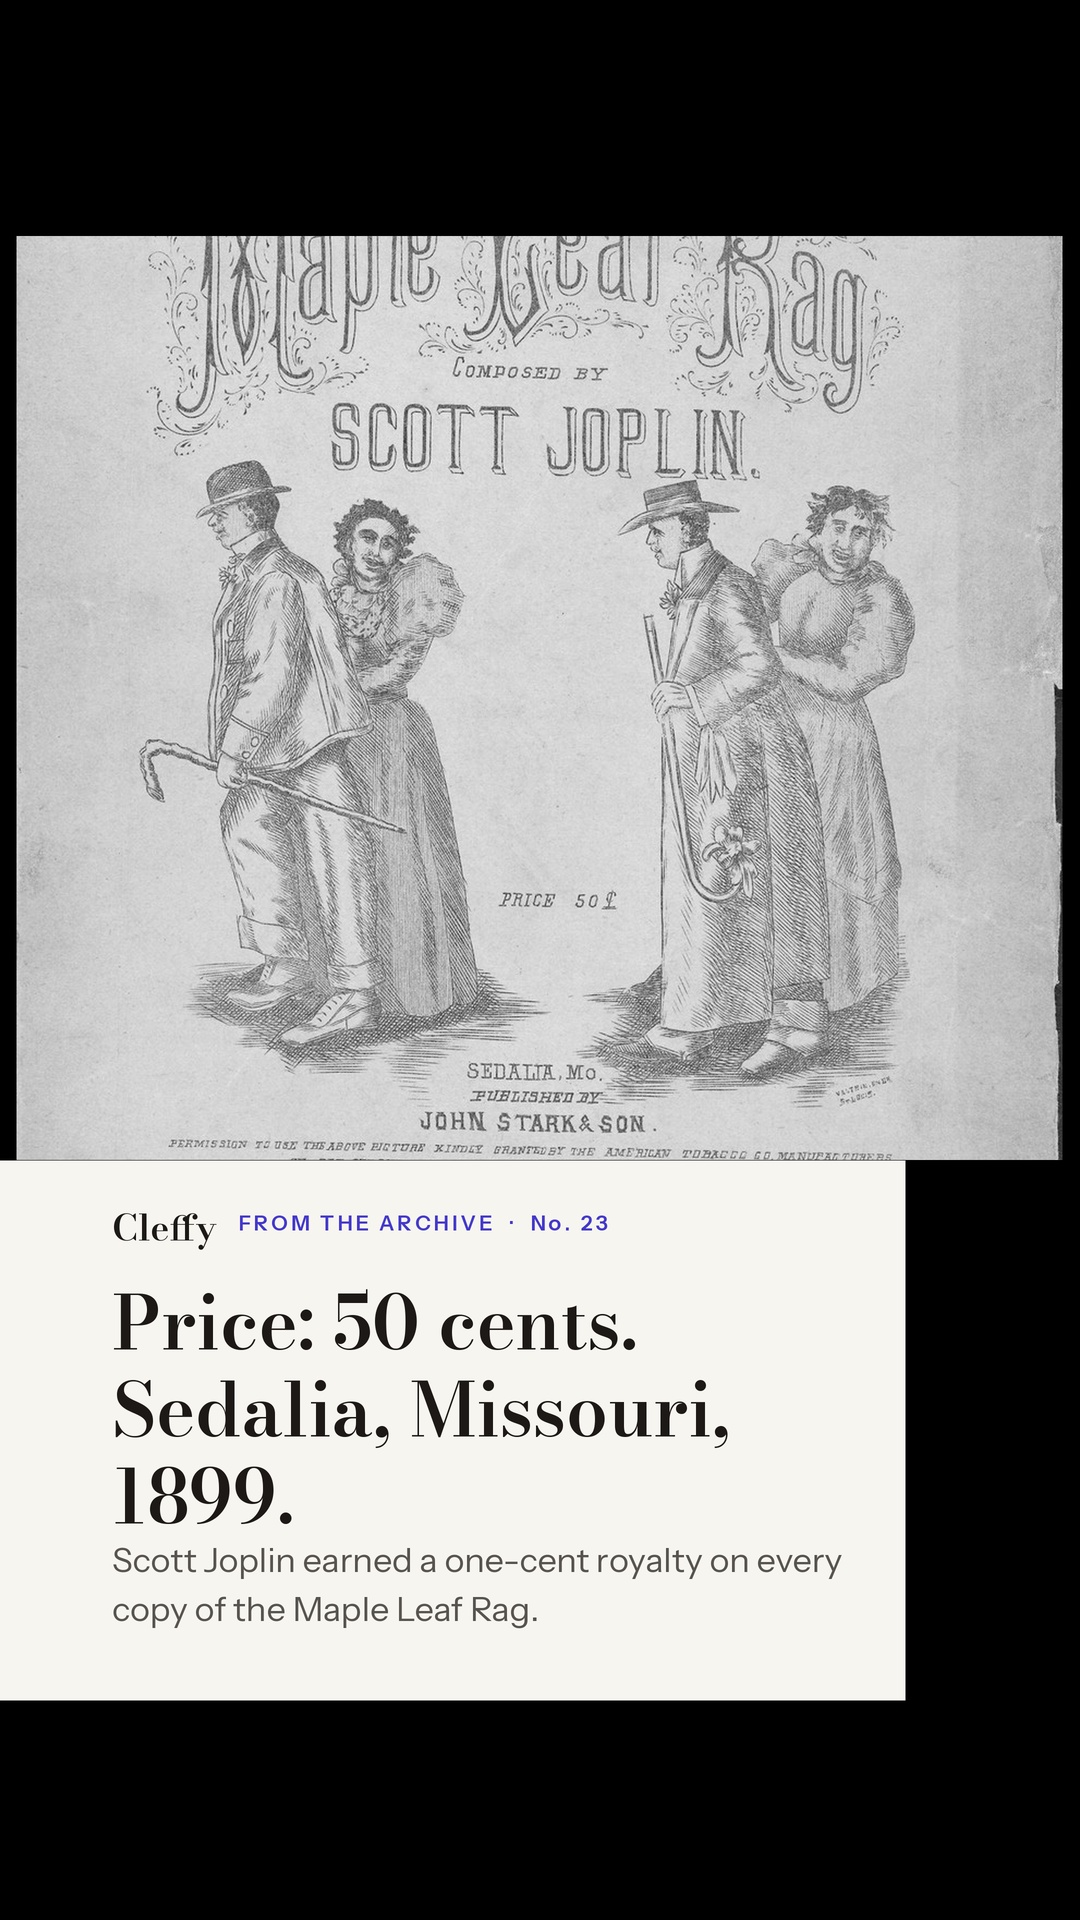 Maple Leaf Rag
COMPOSED BY
SCOTT JOPLIN.
PRICE 50¢
SEDALIA, Mo.
PUBLISHED BY
JOHN STARK & SON.
PERMISSION TO USE THE ABOVE PICTURE KINDLY GRANTED BY THE AMERICAN TOBACCO CO. MANUFACTURERS
Cleffy FROM THE ARCHIVE · No. 23
Price: 50 cents.
Sedalia, Missouri,
1899.
Scott Joplin earned a one-cent royalty on every
copy of the Maple Leaf Rag.